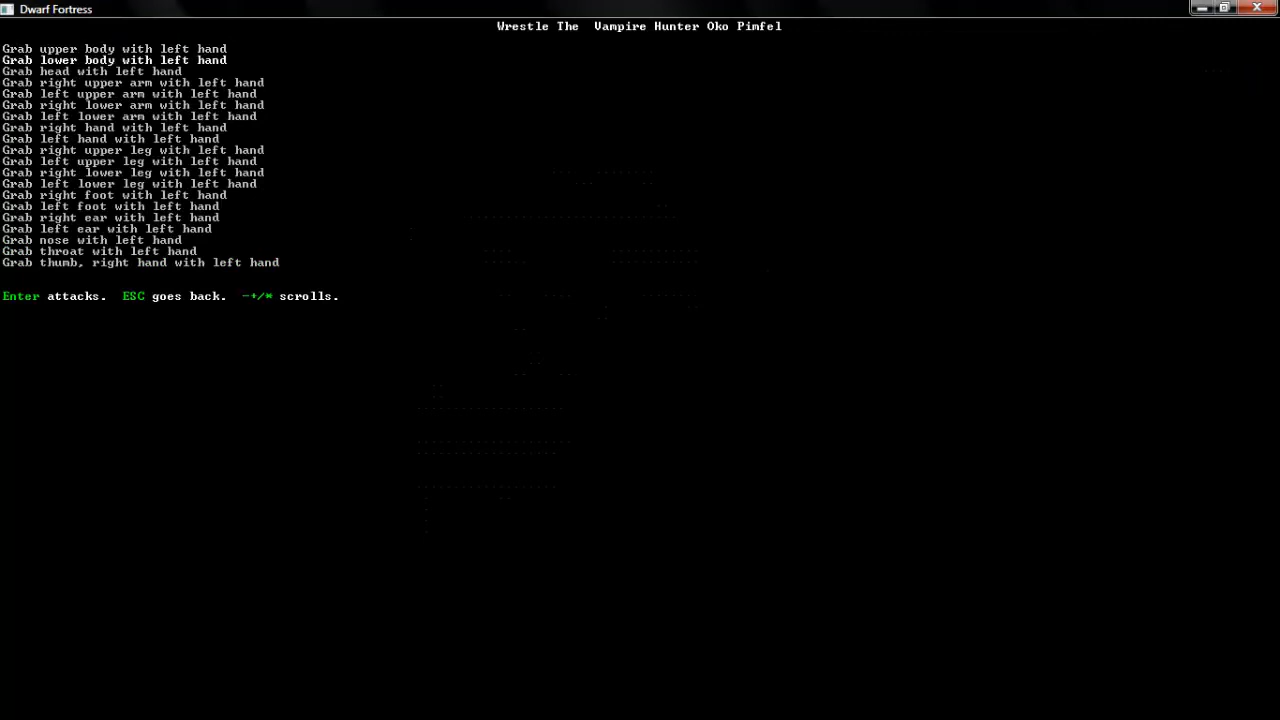 Dwarf Fortress
Wrestle The  Vampire Hunter Oko Pimfel
Grab upper body with left hand
Grab lower body with left hand
Grab head with left hand
Grab right upper arm with left hand
Grab left upper arm with left hand
Grab right lower arm with left hand
Grab left lower arm with left hand
Grab right hand with left hand
Grab left hand with left hand
Grab right upper leg with left hand
Grab left upper leg with left hand
Grab right lower leg with left hand
Grab left lower leg with left hand
Grab right foot with left hand
Grab left foot with left hand
Grab right ear with left hand
Grab left ear with left hand
Grab nose with left hand
Grab throat with left hand
Grab thumb, right hand with left hand
Enter attacks.  ESC goes back.  -+/* scrolls.